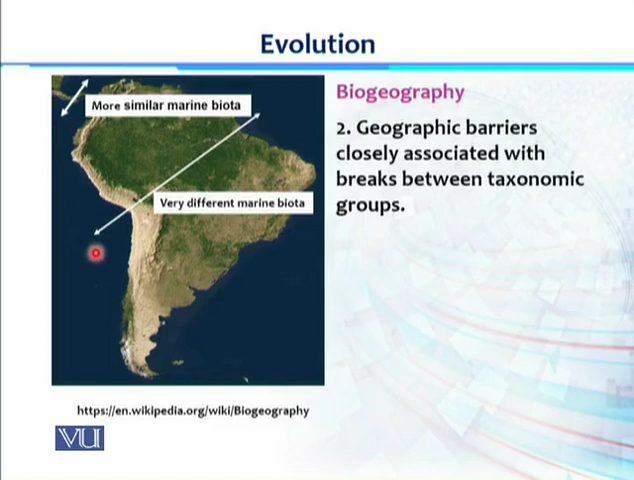 Evolution
More similar marine biota
Very different marine biota
Biogeography
2. Geographic barriers
closely associated with
breaks between taxonomic
groups.
https://en.wikipedia.org/wiki/Biogeography
VU